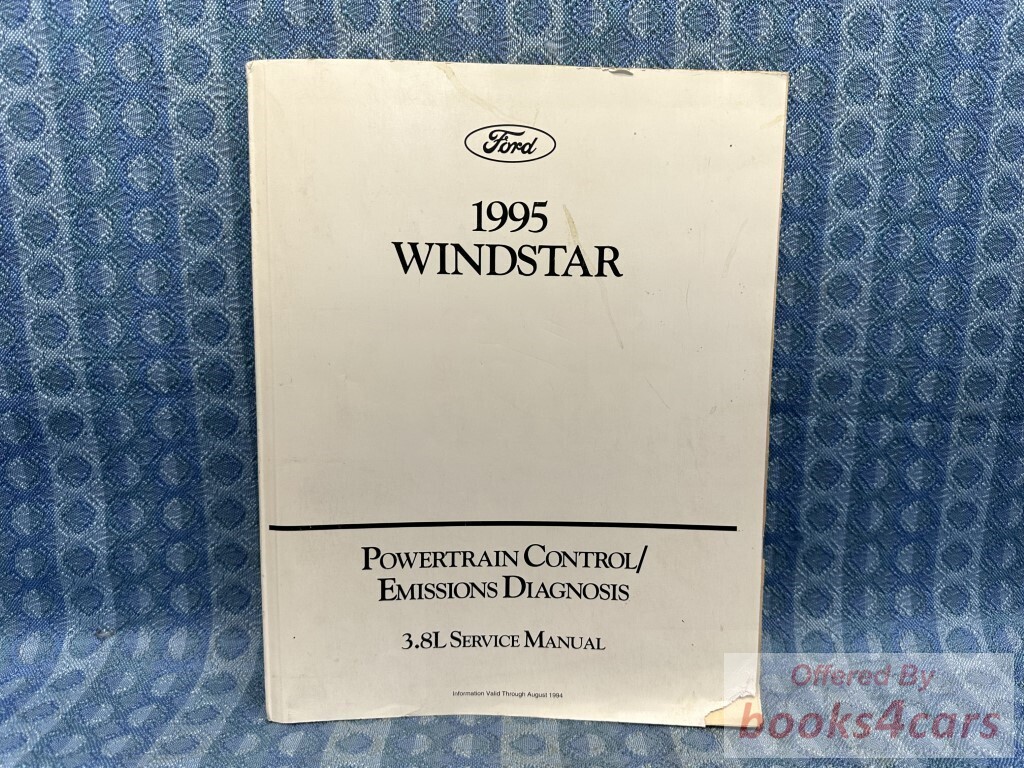 Ford
1995
WINDSTAR
POWERTRAIN CONTROL/
EMISSIONS DIAGNOSIS
3.8L SERVICE MANUAL
Information Valid Through August 1994
Offered By
books4cars